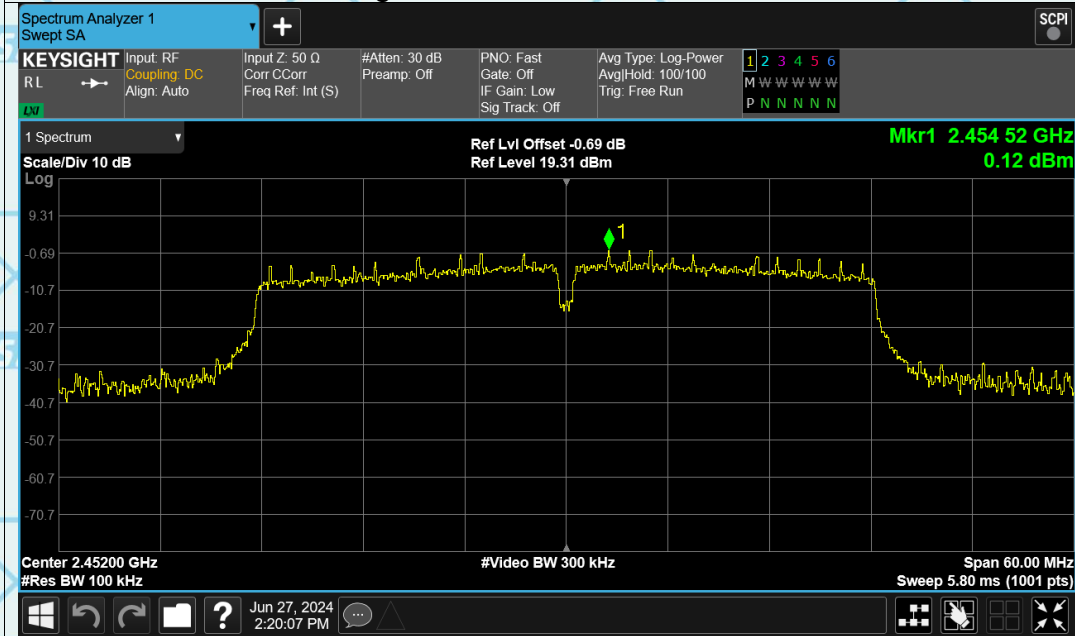 Spectrum Analyzer 1
Swept SA
+
SCPI
KEYSIGHT
R L
LXI
Input: RF
Coupling: DC
Align: Auto
Input Z: 50 Ω
Corr CCorr
Freq Ref: Int (S)
#Atten: 30 dB
Preamp: Off
PNO: Fast
Gate: Off
IF Gain: Low
Sig Track: Off
Avg Type: Log-Power
Avg|Hold: 100/100
Trig: Free Run
1 2 3 4 5 6
M W W W W W
P N N N N N
1 Spectrum
Scale/Div 10 dB
Log
Ref Lvl Offset -0.69 dB
Ref Level 19.31 dBm
Mkr1 2.454 52 GHz
0.12 dBm
9.31
1
-0.69
-10.7
-20.7
-30.7
-40.7
-50.7
-60.7
-70.7
Center 2.45200 GHz
#Video BW 300 kHz
Span 60.00 MHz
#Res BW 100 kHz
Sweep 5.80 ms (1001 pts)
?
Jun 27, 2024
2:20:07 PM